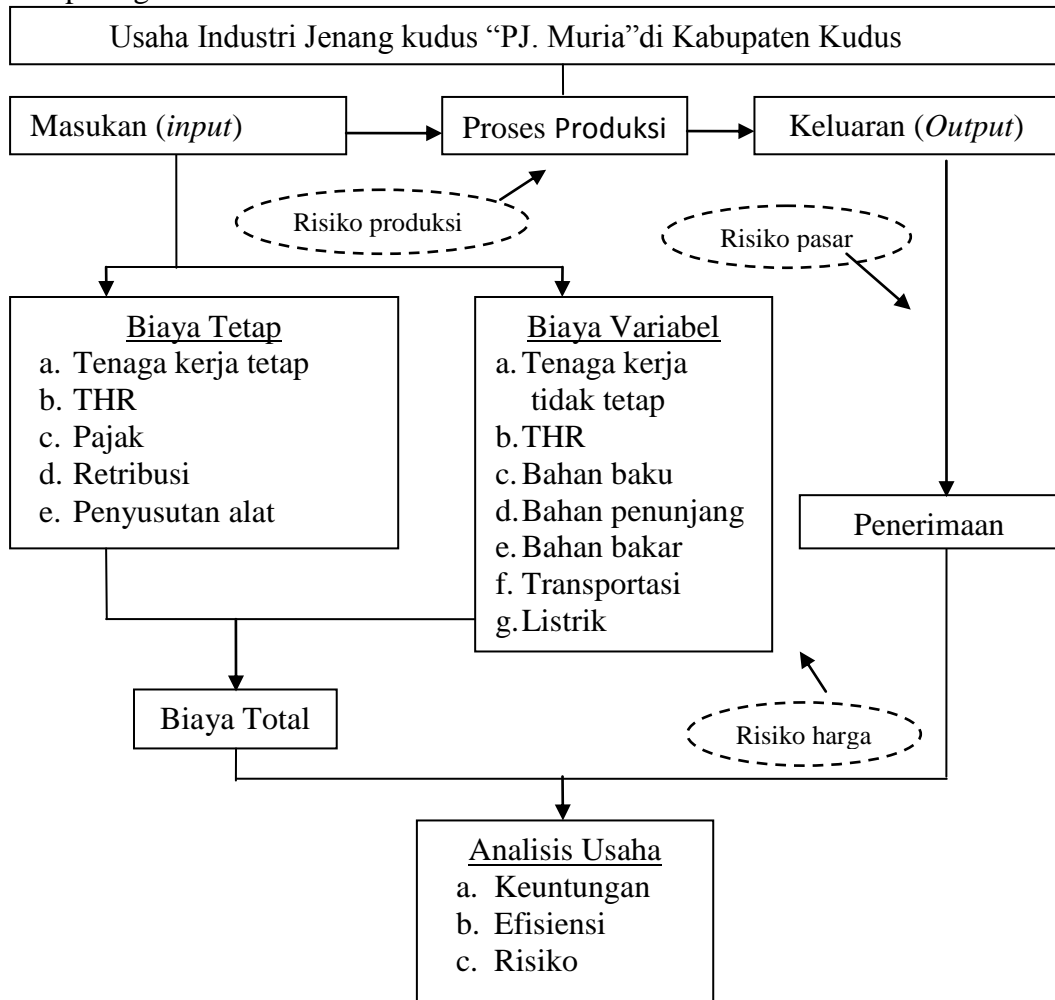 Usaha Industri Jenang kudus “PJ. Muria”di Kabupaten Kudus
Masukan (input)
Proses Produksi
Keluaran (Output)
Risiko produksi
Risiko pasar
Biaya Tetap
a. Tenaga kerja tetap
b. THR
c. Pajak
d. Retribusi
e. Penyusutan alat
Biaya Variabel
a. Tenaga kerja
tidak tetap
b. THR
c. Bahan baku
d. Bahan penunjang
e. Bahan bakar
f. Transportasi
g. Listrik
Penerimaan
Biaya Total
Risiko harga
Analisis Usaha
a. Keuntungan
b. Efisiensi
c. Risiko